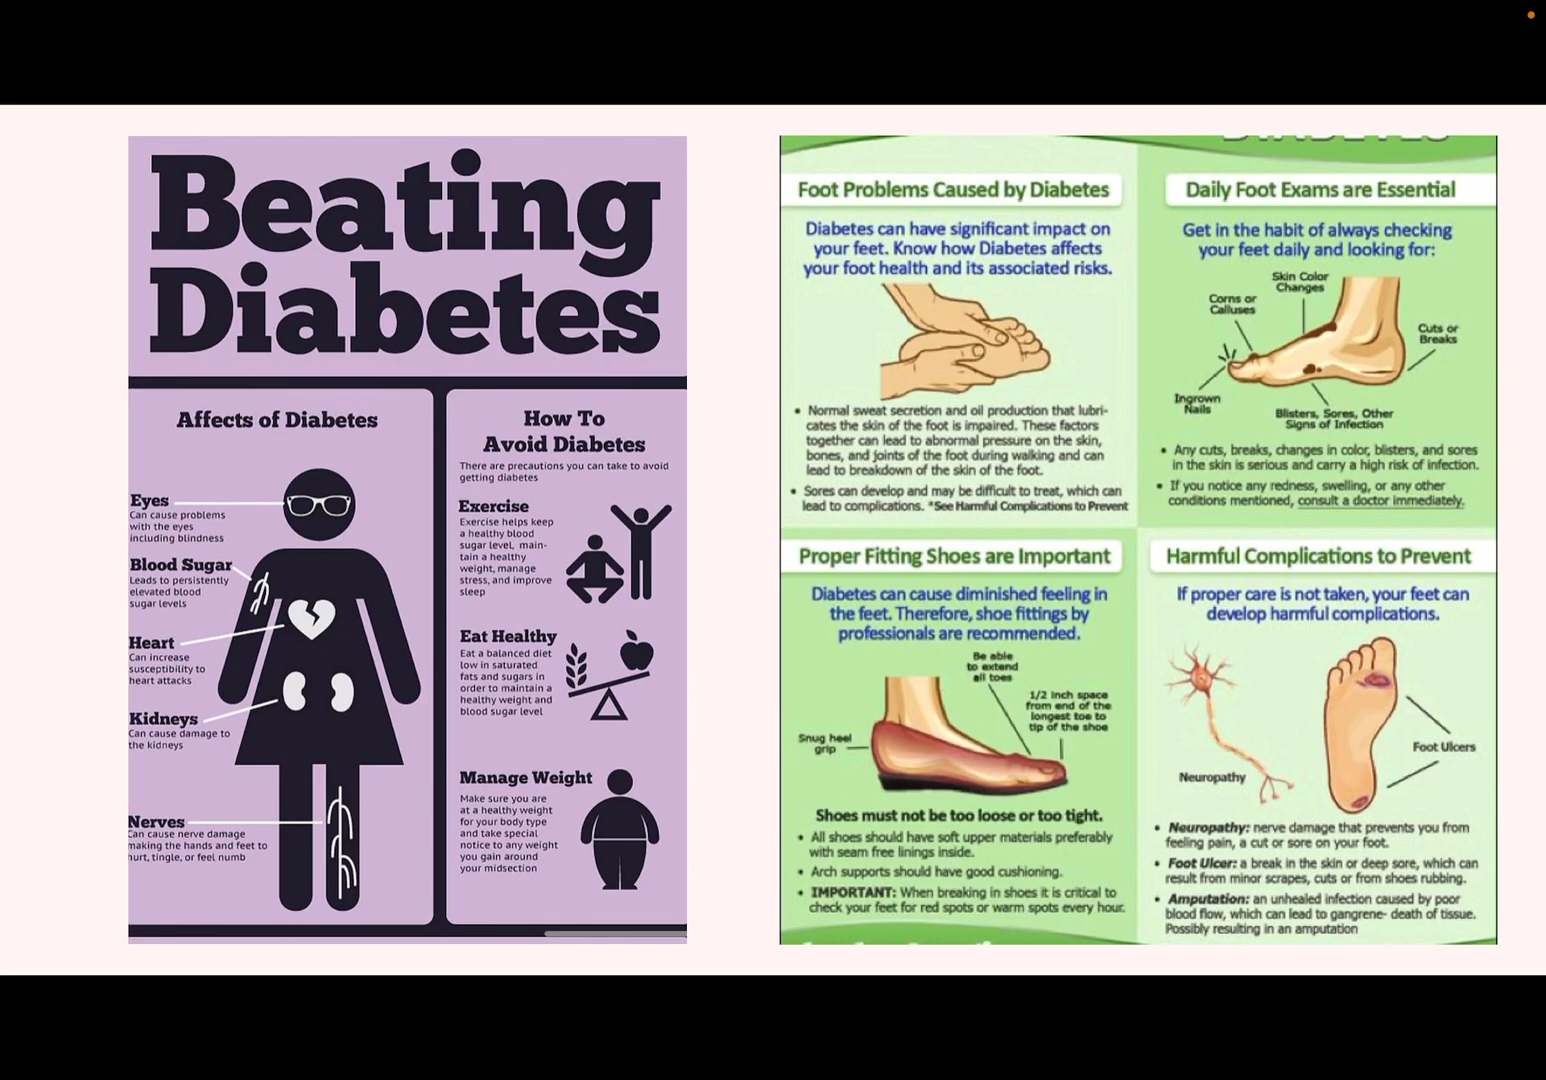 Beating
Diabetes
Affects of Diabetes
Eyes
Can cause problems
with the eyes
including blindness
Blood Sugar
Leads to persistently
elevated blood
sugar levels
Heart
Can increase
susceptibility to
heart attacks
Kidneys
Can cause damage to
the kidneys
Nerves
Can cause nerve damage
making the hands and feet to
hurt, tingle, or feel numb
How To
Avoid Diabetes
There are precautions you can take to avoid
getting diabetes
Exercise
Exercise helps keep
a healthy blood
sugar level, main-
tain a healthy
weight, manage
stress, and improve
sleep
Eat Healthy
Eat a balanced diet
low in saturated
fats and sugars in
order to maintain a
healthy weight and
blood sugar level
Manage Weight
Make sure you are
at a healthy weight
for your body type
and take special
notice to any weight
you gain around
your midsection
Foot Problems Caused by Diabetes
Diabetes can have significant impact on
your feet. Know how Diabetes affects
your foot health and its associated risks.
• Normal sweat secretion and oil production that lubri-
cates the skin of the foot is impaired. These factors
together can lead to abnormal pressure on the skin,
bones, and joints of the foot during walking and can
lead to breakdown of the skin of the foot.
• Sores can develop and may be difficult to treat, which can
lead to complications. *See Harmful Complications to Prevent
Daily Foot Exams are Essential
Get in the habit of always checking
your feet daily and looking for:
Skin Color
Changes
Corns or
Calluses
Cuts or
Breaks
Ingrown
Nails
Blisters, Sores, Other
Signs of Infection
• Any cuts, breaks, changes in color, blisters, and sores
in the skin is serious and carry a high risk of infection.
• If you notice any redness, swelling, or any other
conditions mentioned, consult a doctor immediately.
Proper Fitting Shoes are Important
Diabetes can cause diminished feeling in
the feet. Therefore, shoe fittings by
professionals are recommended.
Be able
to extend
all toes
1/2 inch space
from end of the
longest toe to
tip of the shoe
Snug heel
grip
Shoes must not be too loose or too tight.
• All shoes should have soft upper materials preferably
with seam free linings inside.
• Arch supports should have good cushioning.
• IMPORTANT: When breaking in shoes it is critical to
check your feet for red spots or warm spots every hour.
Harmful Complications to Prevent
If proper care is not taken, your feet can
develop harmful complications.
Foot Ulcers
Neuropathy
• Neuropathy: nerve damage that prevents you from
feeling pain, a cut or sore on your foot.
• Foot Ulcer: a break in the skin or deep sore, which can
result from minor scrapes, cuts or from shoes rubbing.
• Amputation: an unhealed infection caused by poor
blood flow, which can lead to gangrene- death of tissue.
Possibly resulting in an amputation